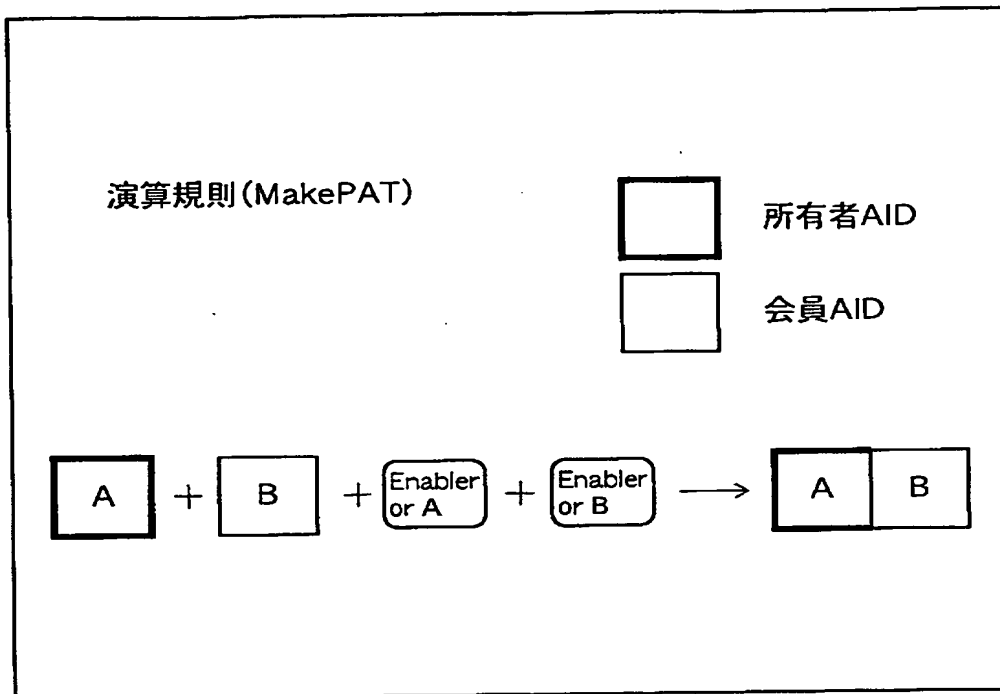 演算規則(MakePAT)
所有者AID
会員AID
A + B + Enabler or A + Enabler or B → A B